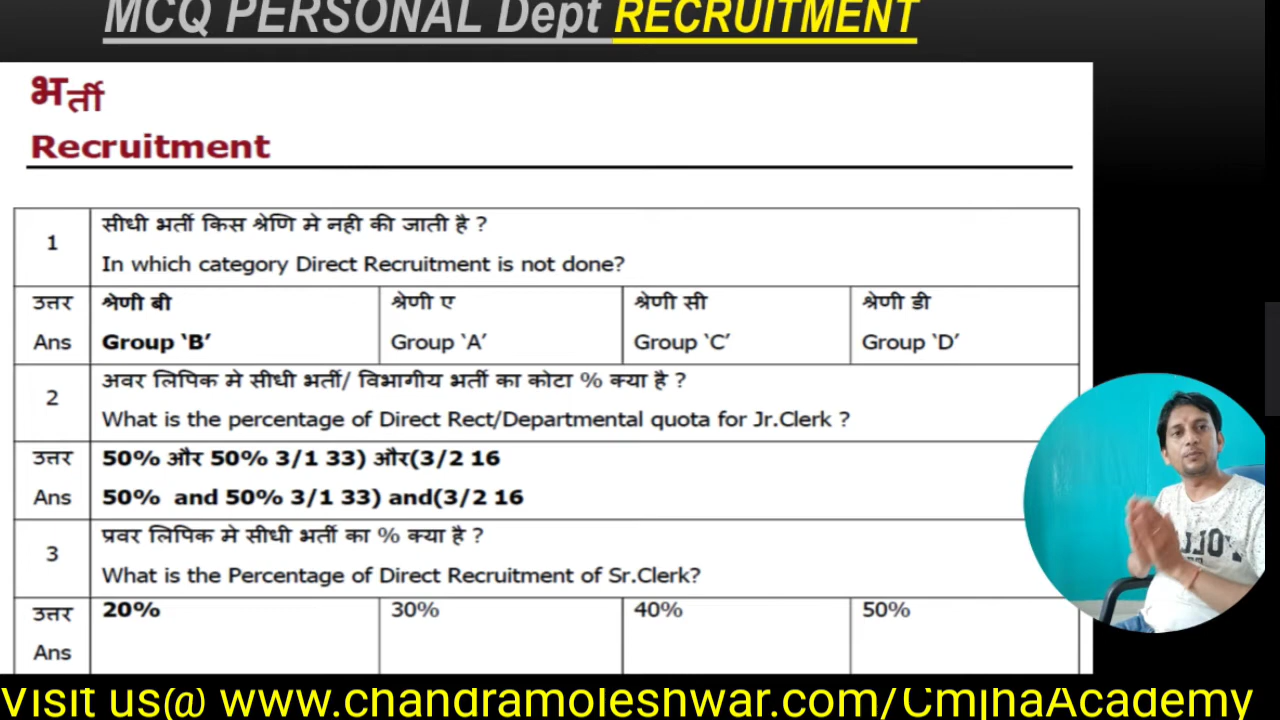 MCQ PERSONAL Dept RECRUITMENT
भर्ती
Recruitment
1
सीधी भर्ती किस श्रेणि मे नही की जाती है ?
In which category Direct Recruitment is not done?
उत्तर श्रेणी बी श्रेणी ए श्रेणी सी श्रेणी डी
Ans Group ‘B’ Group ‘A’ Group ‘C’ Group ‘D’
2
अवर लिपिक मे सीधी भर्ती/ विभागीय भर्ती का कोटा % क्या है ?
What is the percentage of Direct Rect/Departmental quota for Jr.Clerk ?
उत्तर 50% और 50% 3/1 33) और(3/2 16
Ans 50% and 50% 3/1 33) and(3/2 16
3
प्रवर लिपिक मे सीधी भर्ती का % क्या है ?
What is the Percentage of Direct Recruitment of Sr.Clerk?
उत्तर 20% 30% 40% 50%
Ans
Visit us@ www.chandramoleshwar.com/CmjhaAcademy